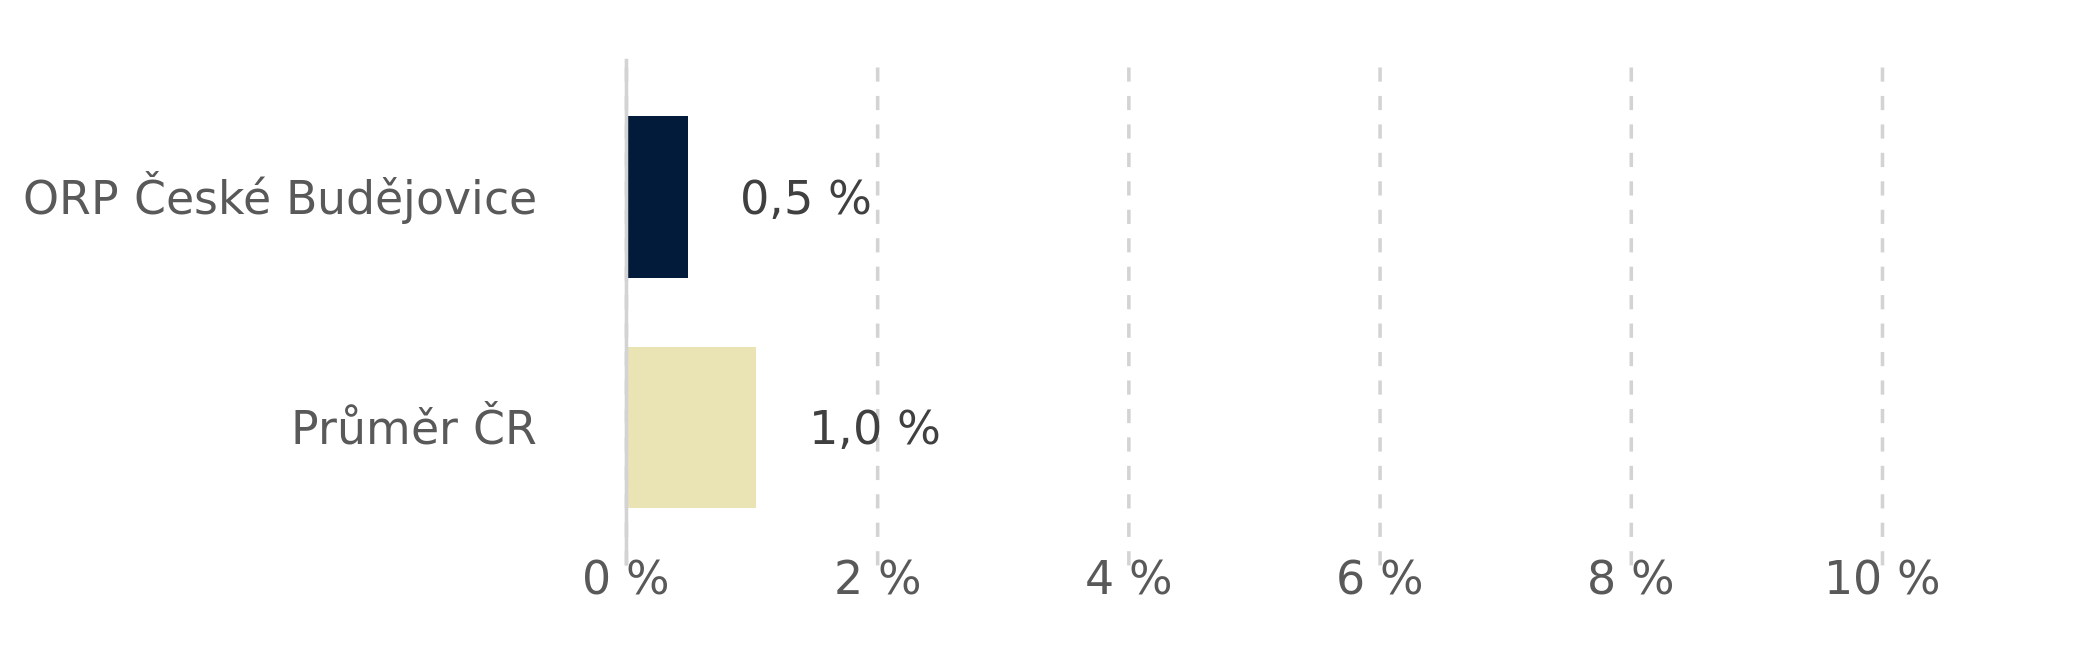 ORP České Budějovice
0,5 %
Průměr ČR
1,0 %
0 % 2 % 4 % 6 % 8 % 10 %